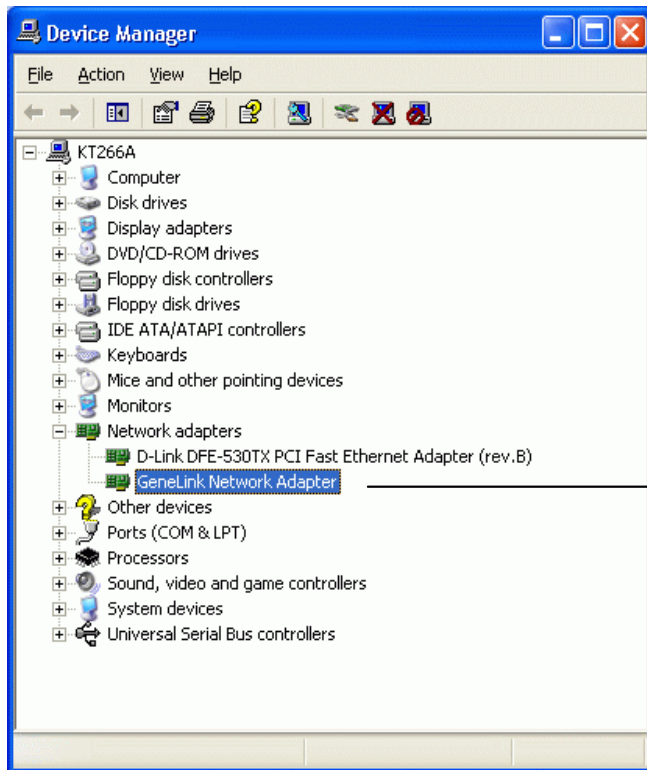 Device Manager
File Action View Help
KT266A
Computer
Disk drives
Display adapters
DVD/CD-ROM drives
Floppy disk controllers
Floppy disk drives
IDE ATA/ATAPI controllers
Keyboards
Mice and other pointing devices
Monitors
Network adapters
D-Link DFE-530TX PCI Fast Ethernet Adapter (rev.B)
GeneLink Network Adapter
Other devices
Ports (COM & LPT)
Processors
Sound, video and game controllers
System devices
Universal Serial Bus controllers